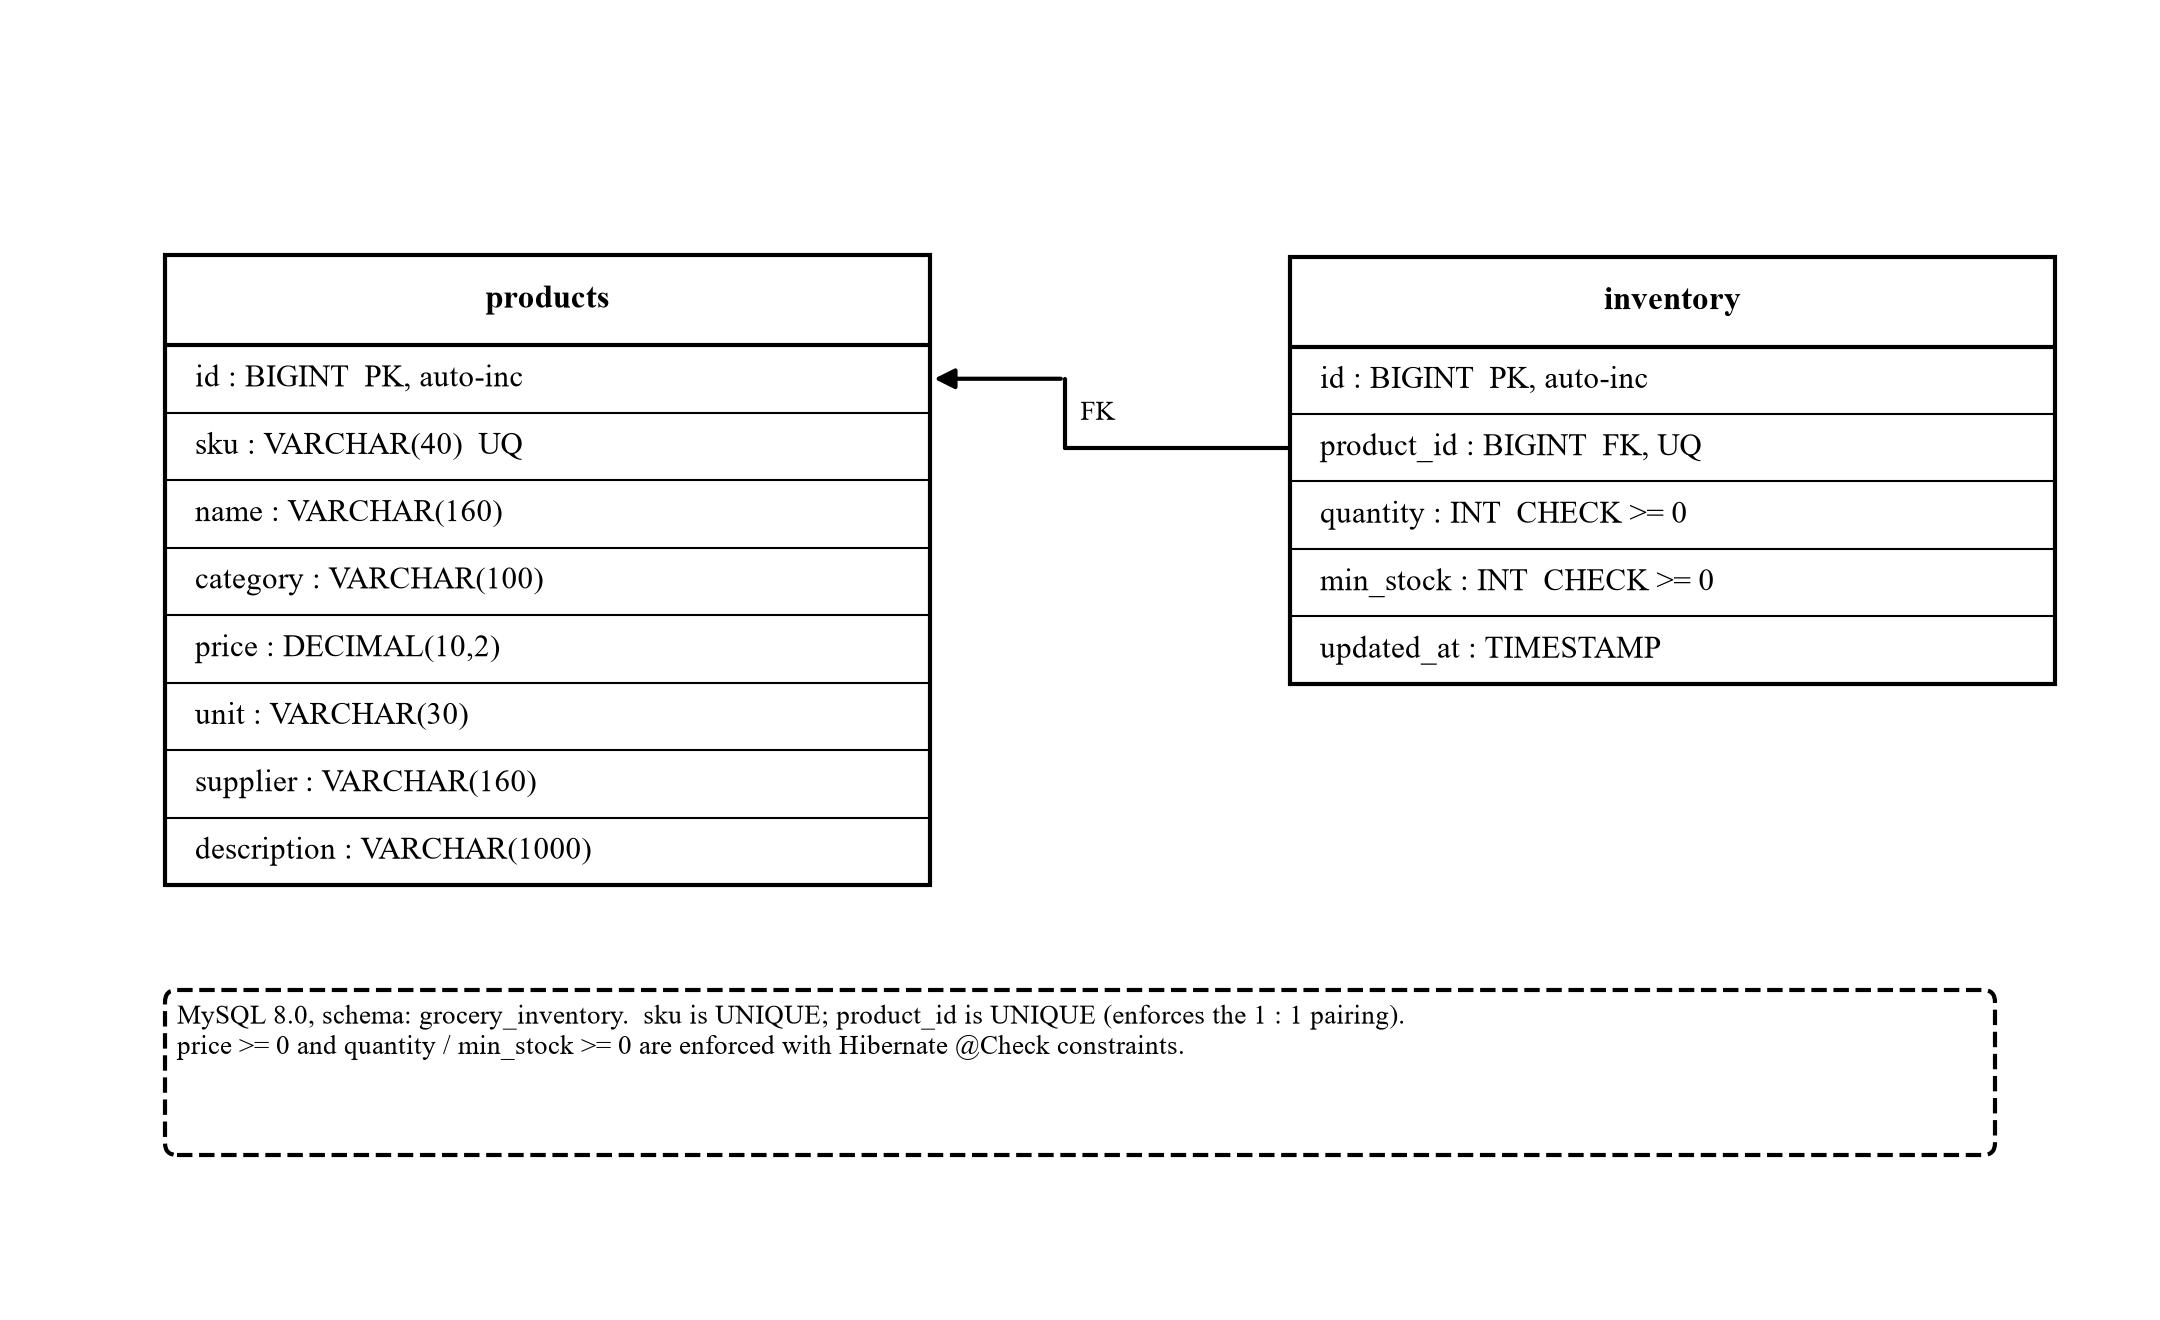 products
id : BIGINT  PK, auto-inc
sku : VARCHAR(40)  UQ
name : VARCHAR(160)
category : VARCHAR(100)
price : DECIMAL(10,2)
unit : VARCHAR(30)
supplier : VARCHAR(160)
description : VARCHAR(1000)
FK
inventory
id : BIGINT  PK, auto-inc
product_id : BIGINT  FK, UQ
quantity : INT  CHECK >= 0
min_stock : INT  CHECK >= 0
updated_at : TIMESTAMP
MySQL 8.0, schema: grocery_inventory.  sku is UNIQUE; product_id is UNIQUE (enforces the 1 : 1 pairing).
price >= 0 and quantity / min_stock >= 0 are enforced with Hibernate @Check constraints.